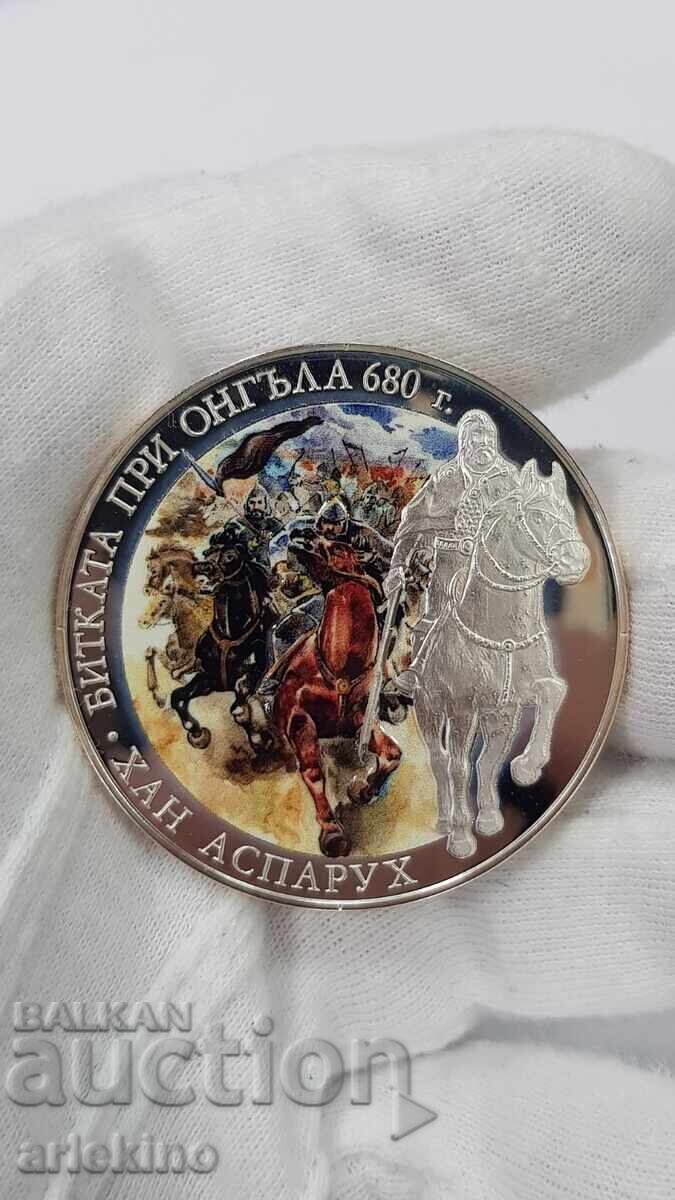 БИТКАТА ПРИ ОНГЪЛА 680 г.
• ХАН АСПАРУХ
BALKAN
auction
arlekino